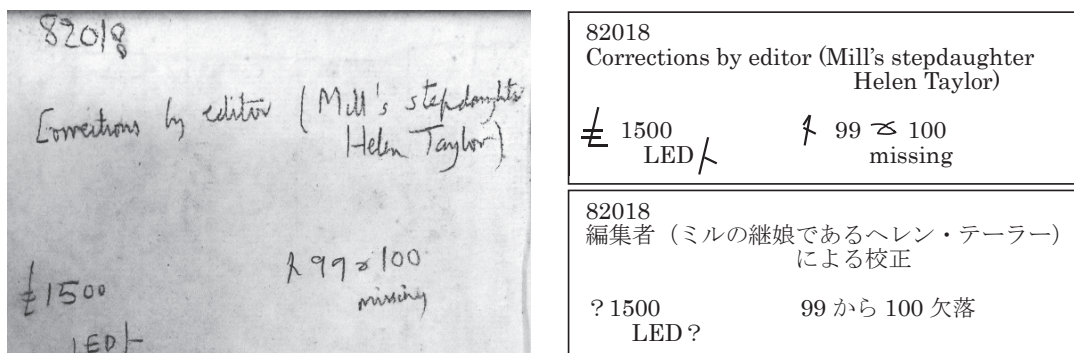 82018
Corrections by editor (Mill's stepdaughter
Helen Taylor)
£1500
99 100
missing
LED
82018
Corrections by editor (Mill's stepdaughter
Helen Taylor)
1500
99 100
LED
missing
82018
編集者（ミルの継娘であるヘレン・テーラー）
による校正
？1500
99 から 100 欠落
LED？